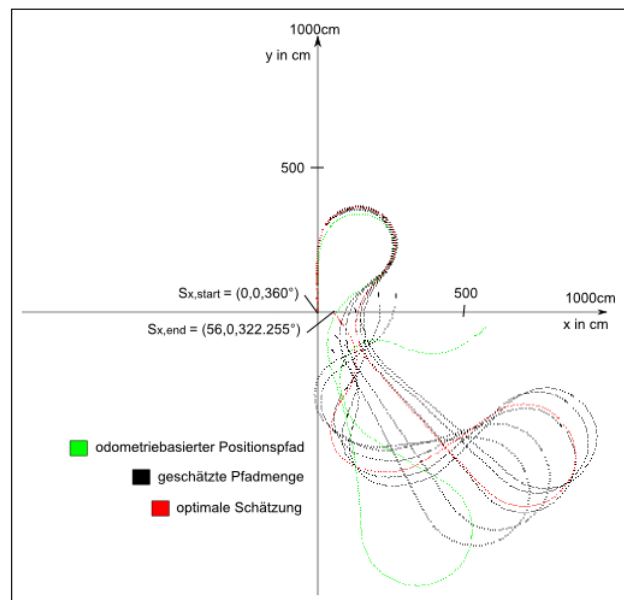 1000cm
y in cm
500
Sx,start = (0,0,360°)
500
1000cm
x in cm
Sx,end = (56,0,322.255°)
odometriebasierter Positionspfad
geschätzte Pfadmenge
optimale Schätzung